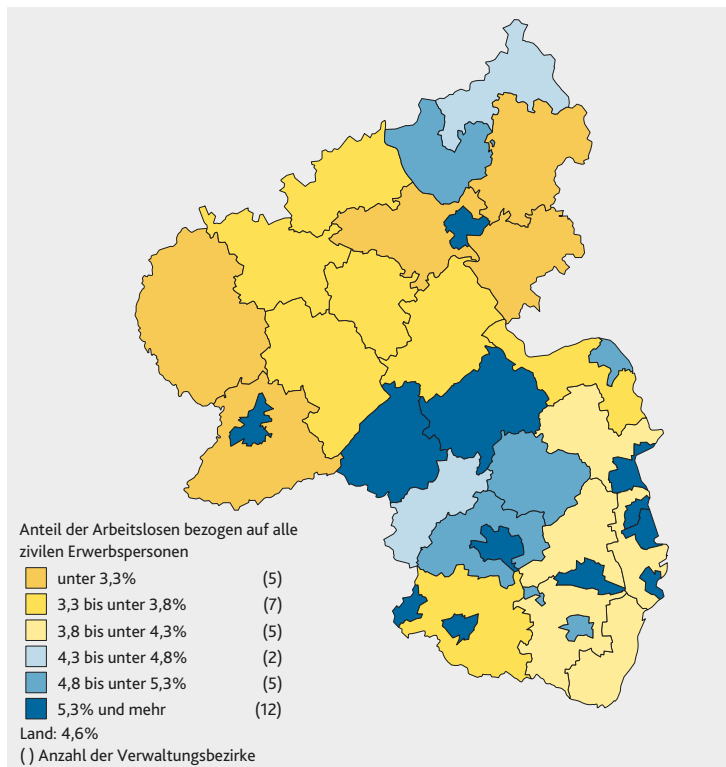 Anteil der Arbeitslosen bezogen auf alle
zivilen Erwerbspersonen
unter 3,3% (5)
3,3 bis unter 3,8% (7)
3,8 bis unter 4,3% (5)
4,3 bis unter 4,8% (2)
4,8 bis unter 5,3% (5)
5,3% und mehr (12)
Land: 4,6%
( ) Anzahl der Verwaltungsbezirke